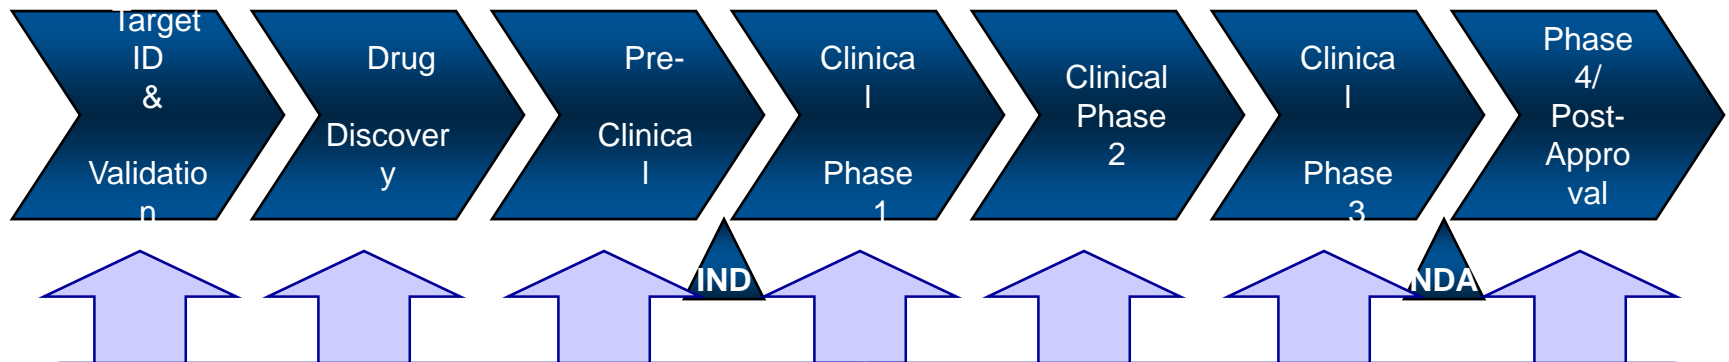 Target
ID
&
Validatio
n
Drug
Discover
y
Pre-
Clinica
l
Clinica
l
Phase
1
Clinical
Phase
2
Clinica
l
Phase
3
Phase
4/
Post-
Appro
val
IND
NDA